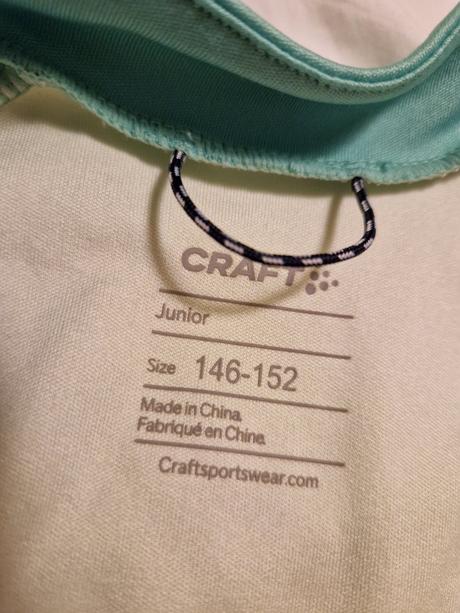 CRAFT
Junior
Size 146-152
Made in China.
Fabriqué en Chine.
Craftsportswear.com